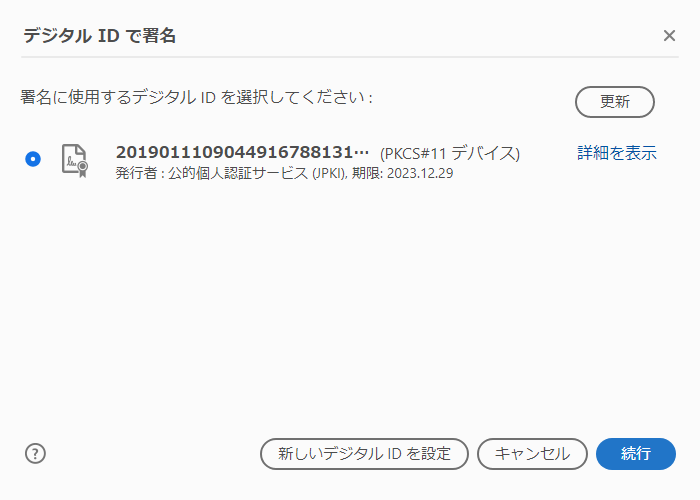 デジタル ID で署名
署名に使用するデジタル ID を選択してください :
更新
2019011109044916788131… (PKCS#11 デバイス)
詳細を表示
発行者 : 公的個人認証サービス (JPKI), 期限: 2023.12.29
?
新しいデジタル ID を設定
キャンセル
続行